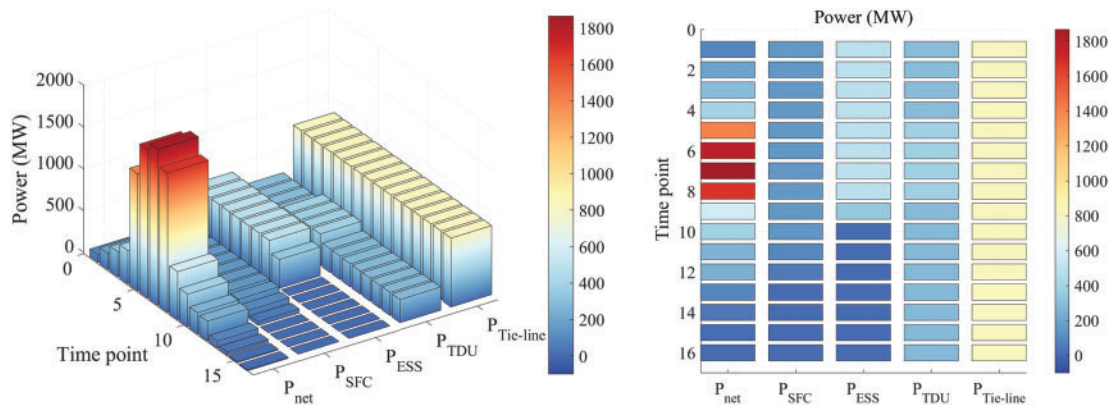 2000
1500
1000
500
0
Power (MW)
0
5
10
15
Time point
P_net
P_SFC
P_ESS
P_TDU
P_Tie-line
1800
1600
1400
1200
1000
800
600
400
200
0
Power (MW)
0
2
4
6
8
10
12
14
16
Time point
P_net
P_SFC
P_ESS
P_TDU
P_Tie-line
1800
1600
1400
1200
1000
800
600
400
200
0